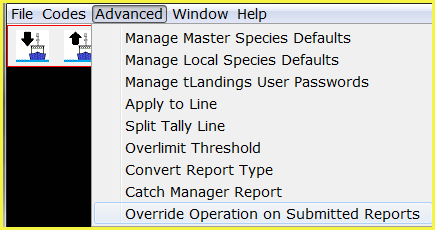 File Codes Advanced Window Help
Manage Master Species Defaults
Manage Local Species Defaults
Manage tLandings User Passwords
Apply to Line
Split Tally Line
Overlimit Threshold
Convert Report Type
Catch Manager Report
Override Operation on Submitted Reports